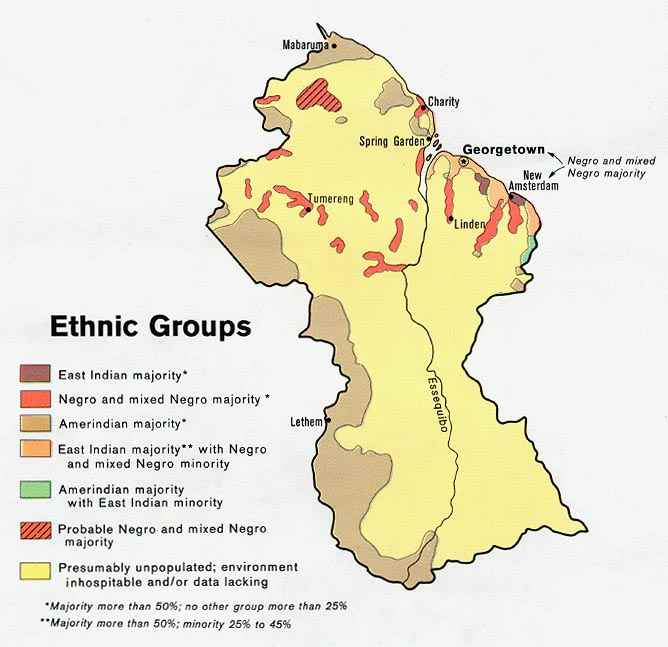 Mabaruma
Charity
Spring Garden
Georgetown
Negro and mixed
Negro majority
New
Amsterdam
Tumereng
Linden
Ethnic Groups
East Indian majority*
Negro and mixed Negro majority *
Amerindian majority*
Lethem
Essequibo
East Indian majority** with Negro
and mixed Negro minority
Amerindian majority
with East Indian minority
Probable Negro and mixed Negro
majority
Presumably unpopulated; environment
inhospitable and/or data lacking
*Majority more than 50%; no other group more than 25%
**Majority more than 50%; minority 25% to 45%